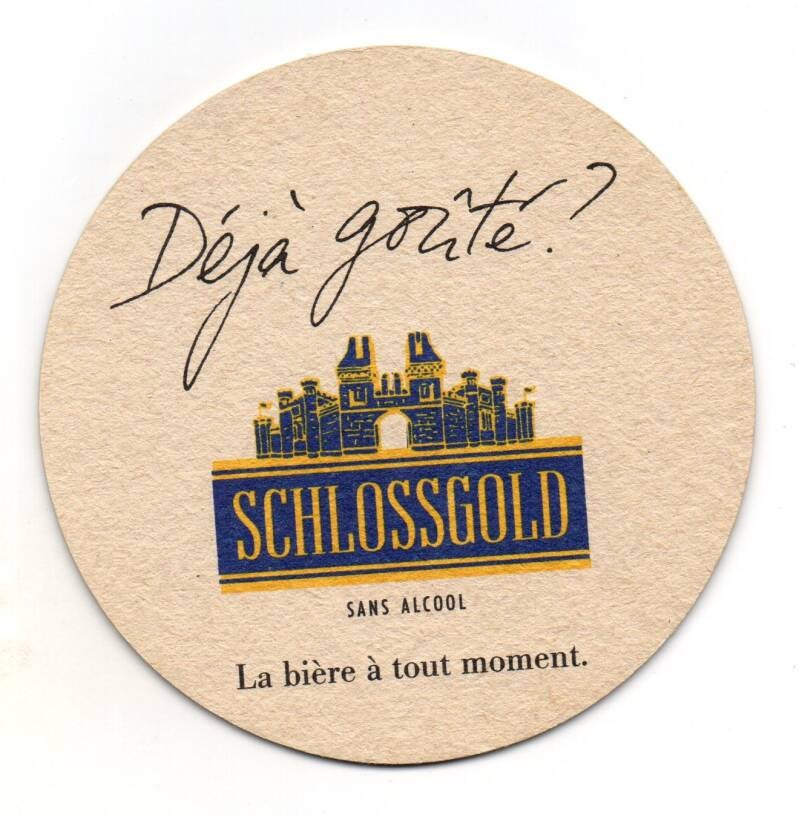 Déjà goûté?
SCHLOSSGOLD
SANS ALCOOL
La bière à tout moment.